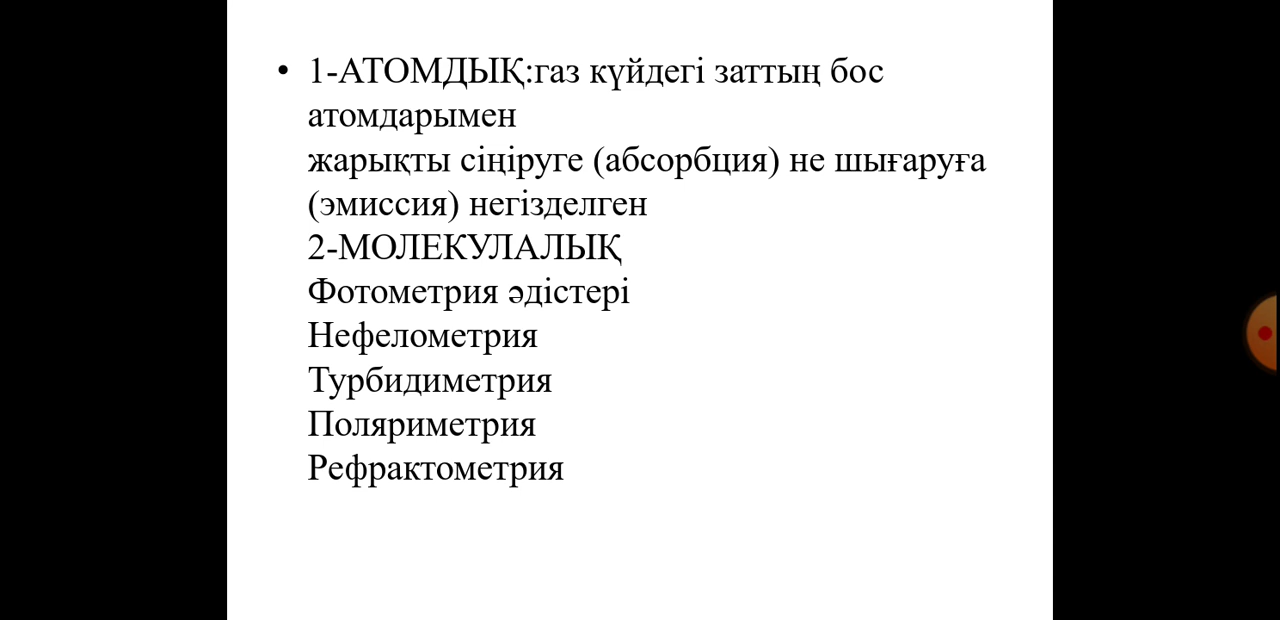 • 1-АТОМДЫҚ:газ күйдегі заттың бос
атомдарымен
жарықты сіңіруге (абсорбция) не шығаруға
(эмиссия) негізделген
2-МОЛЕКУЛАЛЫҚ
Фотометрия әдістері
Нефелометрия
Турбидиметрия
Поляриметрия
Рефрактометрия